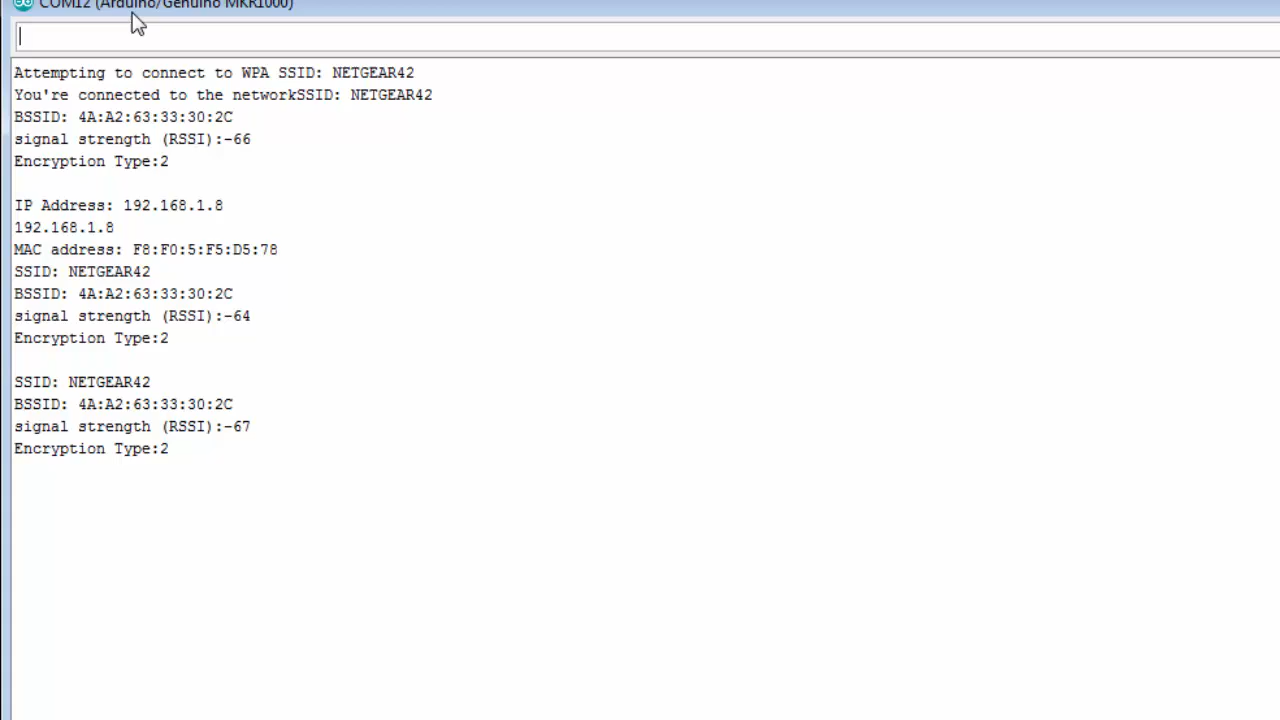 COM12 (Arduino/Genuino MKR1000)
Attempting to connect to WPA SSID: NETGEAR42
You're connected to the networkSSID: NETGEAR42
BSSID: 4A:A2:63:33:30:2C
signal strength (RSSI):-66
Encryption Type:2
IP Address: 192.168.1.8
192.168.1.8
MAC address: F8:F0:5:F5:D5:78
SSID: NETGEAR42
BSSID: 4A:A2:63:33:30:2C
signal strength (RSSI):-64
Encryption Type:2
SSID: NETGEAR42
BSSID: 4A:A2:63:33:30:2C
signal strength (RSSI):-67
Encryption Type:2